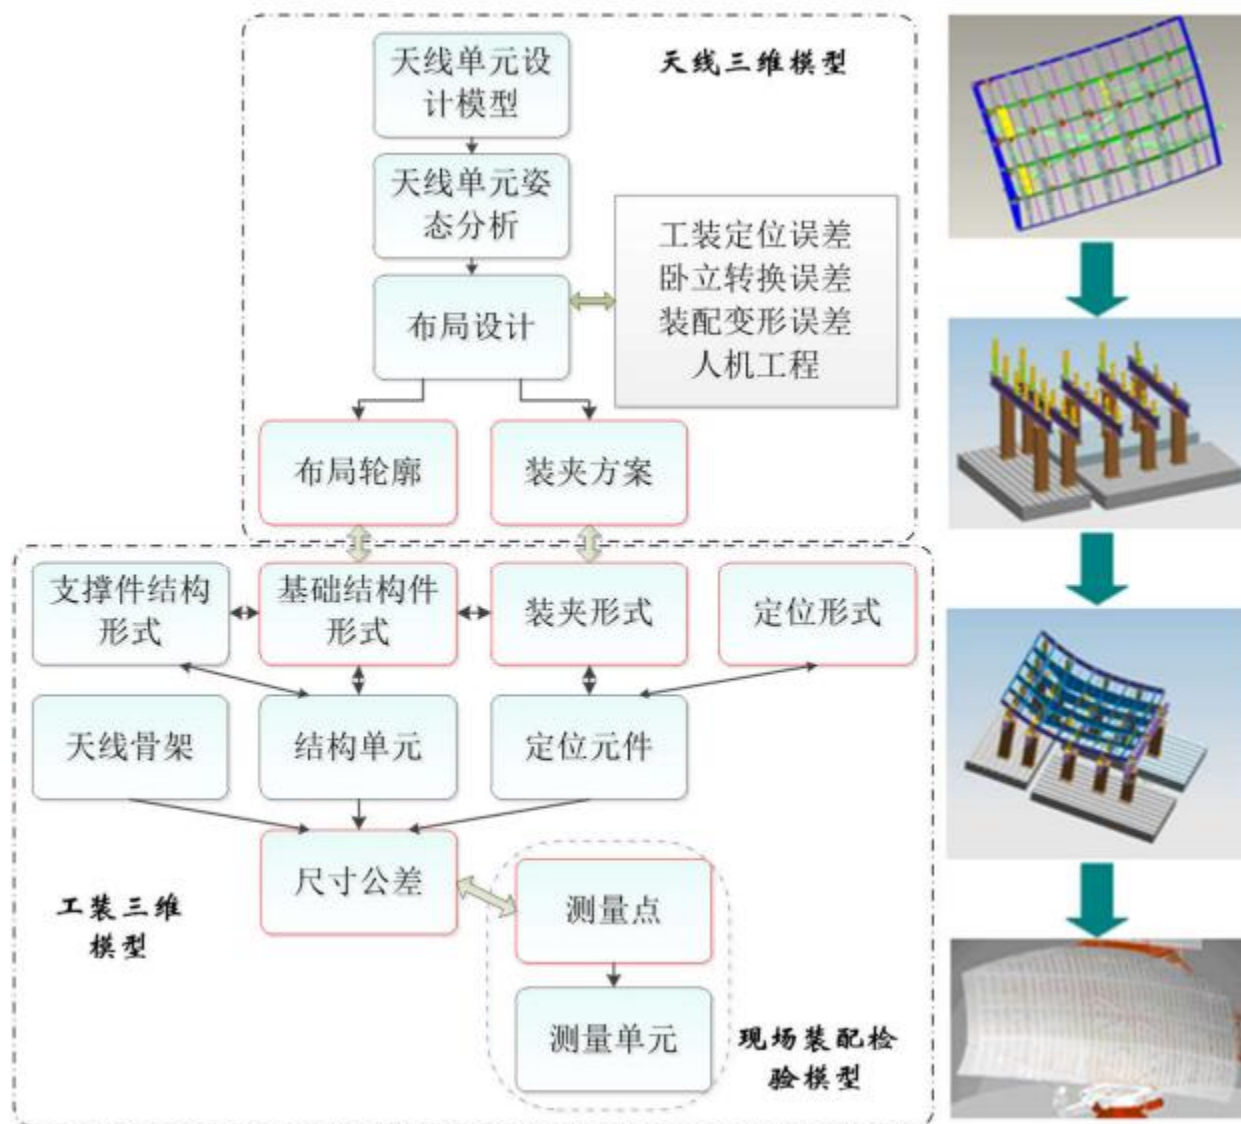 天线单元设
计模型
天线三维模型
天线单元姿
态分析
工装定位误差
卧立转换误差
装配变形误差
人机工程
布局设计
布局轮廓
装夹方案
支撑件结构
形式
基础结构件
形式
装夹形式
定位形式
天线骨架
结构单元
定位元件
尺寸公差
测量点
工装三维
模型
测量单元
现场装配检
验模型